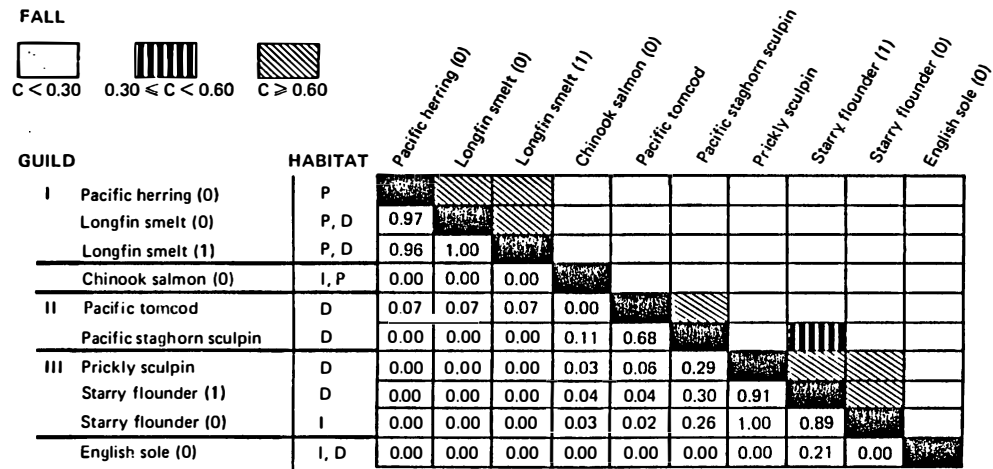 FALL
C < 0.30 0.30 ⩽ C < 0.60 C ⩾ 0.60
Pacific herring (0)
Longfin smelt (0)
Longfin smelt (1)
Chinook salmon (0)
Pacific tomcod
Pacific staghorn sculpin
Prickly sculpin
Starry flounder (1)
Starry flounder (0)
English sole (0)
GUILD HABITAT
I Pacific herring (0) P
Longfin smelt (0) P, D 0.97
Longfin smelt (1) P, D 0.96 1.00
Chinook salmon (0) I, P 0.00 0.00 0.00
II Pacific tomcod D 0.07 0.07 0.07 0.00
Pacific staghorn sculpin D 0.00 0.00 0.00 0.11 0.68
III Prickly sculpin D 0.00 0.00 0.00 0.03 0.06 0.29
Starry flounder (1) D 0.00 0.00 0.00 0.04 0.04 0.30 0.91
Starry flounder (0) I 0.00 0.00 0.00 0.03 0.02 0.26 1.00 0.89
English sole (0) I, D 0.00 0.00 0.00 0.00 0.00 0.00 0.00 0.21 0.00